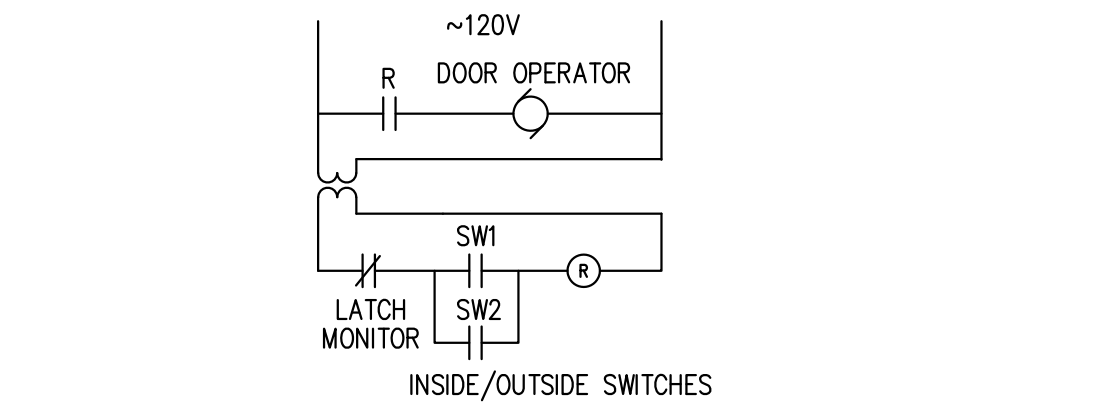 ~120V
R
DOOR OPERATOR
SW1
R
LATCH
MONITOR
SW2
INSIDE/OUTSIDE SWITCHES